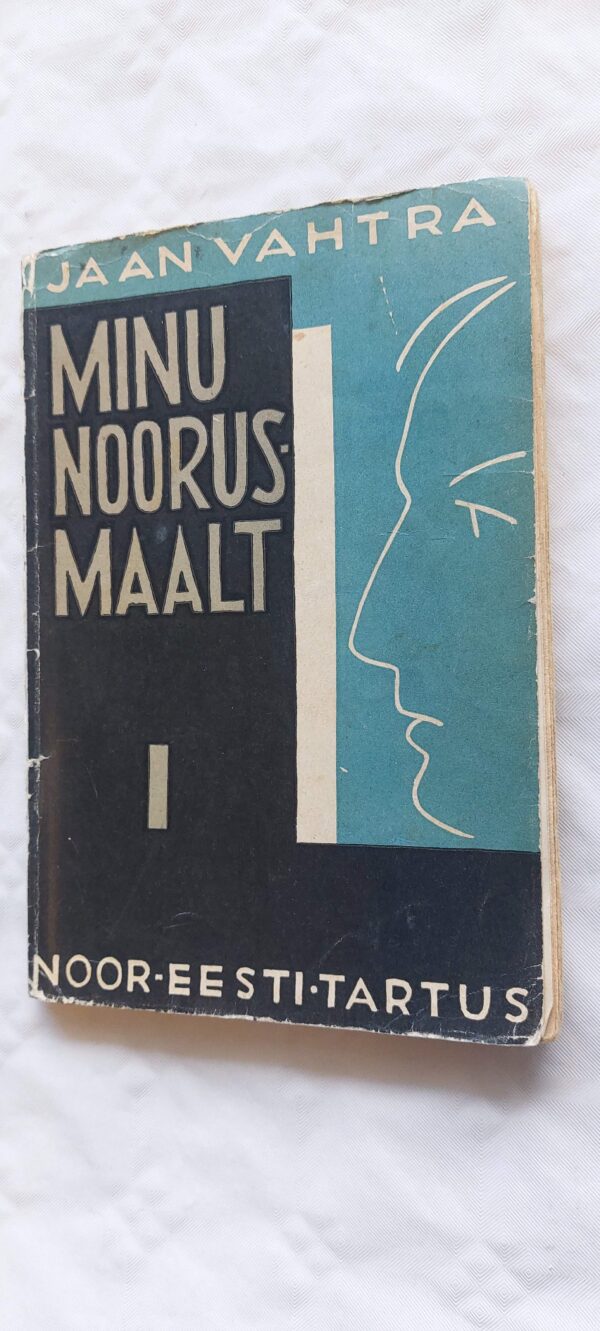 JAAN VAHTRA
MINU
NOORUS-
MAALT
I
NOOR-EESTI·TARTUS